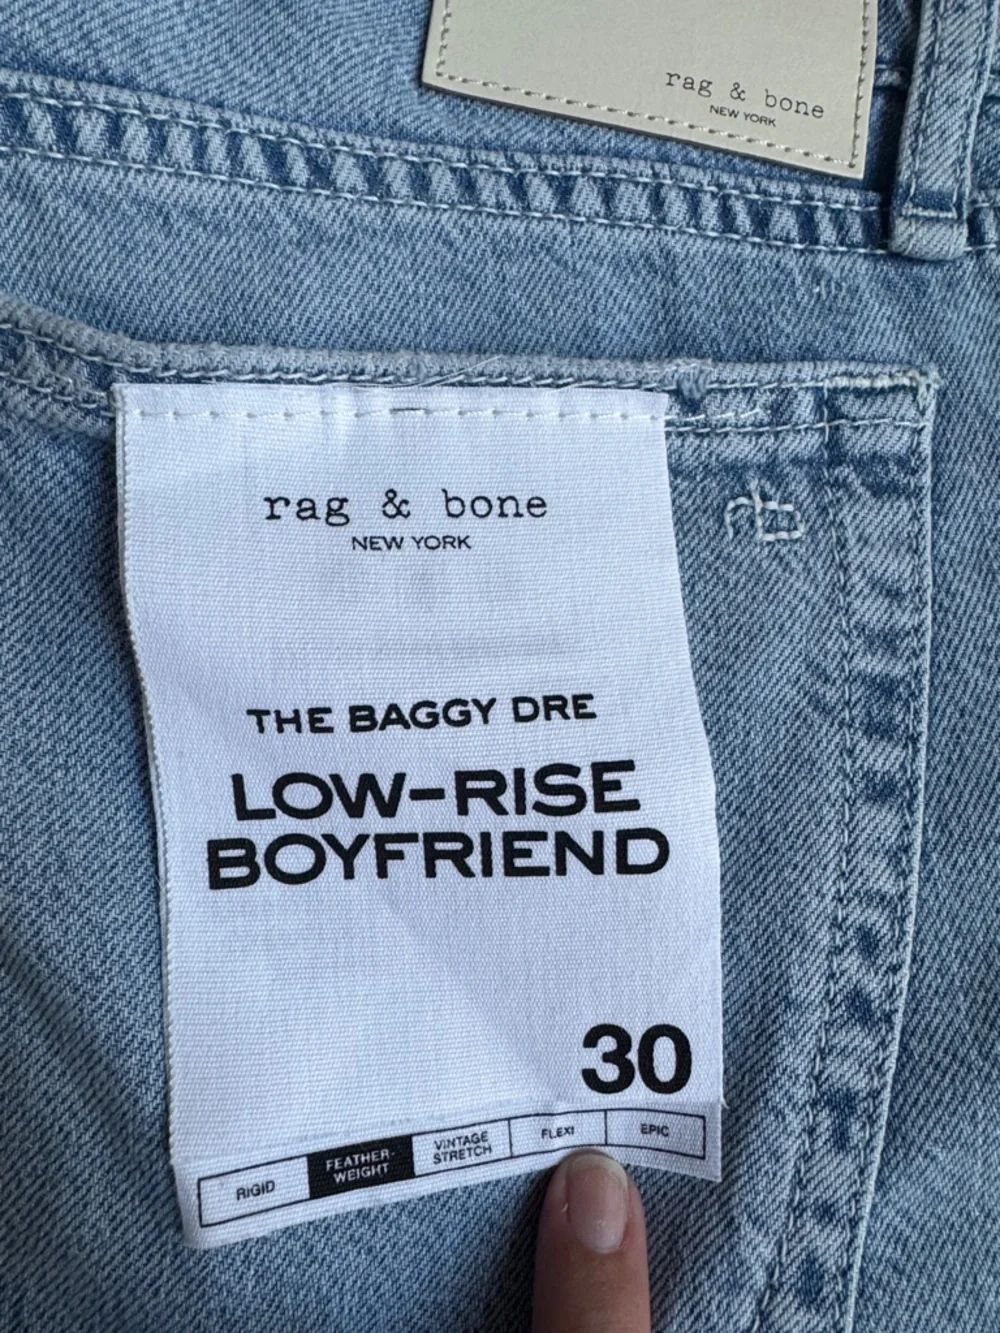 rag & bone
NEW YORK
rb
rag & bone
NEW YORK
THE BAGGY DRE
LOW-RISE
BOYFRIEND
30
RIGID
FEATHER-
WEIGHT
VINTAGE
STRETCH
FLEXI
EPIC